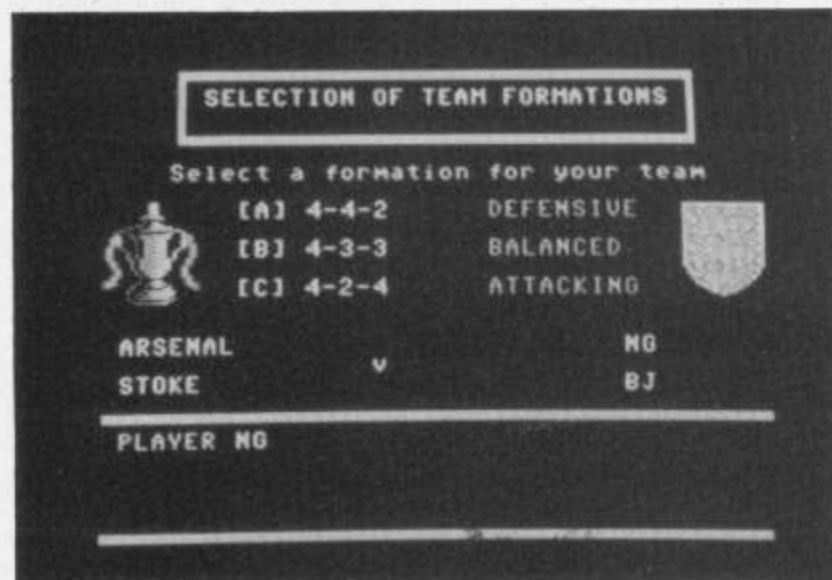 SELECTION OF TEAM FORMATIONS
Select a formation for your team
[A] 4-4-2 DEFENSIVE
[B] 4-3-3 BALANCED
[C] 4-2-4 ATTACKING
ARSENAL NG
v
STOKE BJ
PLAYER NG